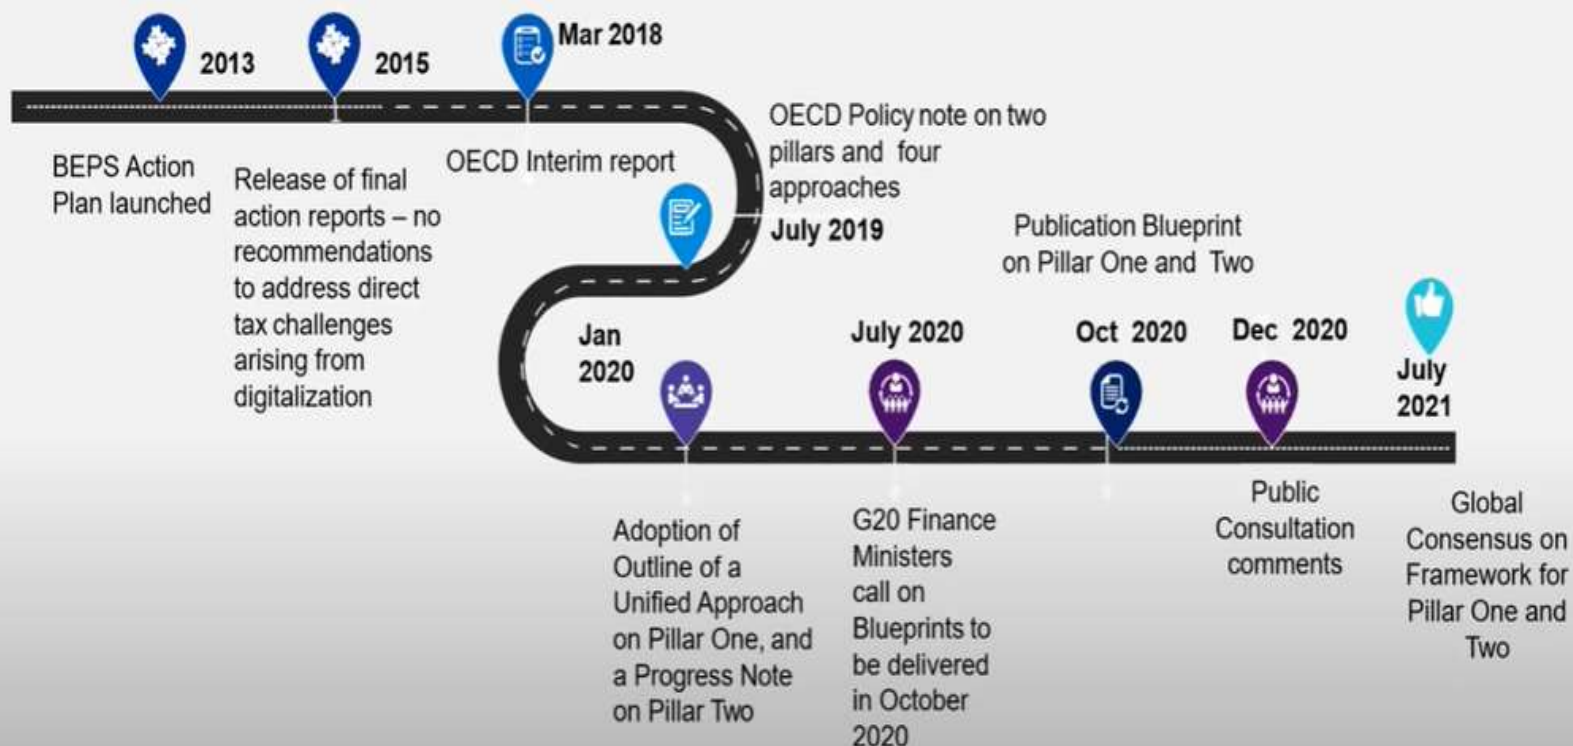 2013
BEPS Action
Plan launched
2015
Release of final
action reports – no
recommendations
to address direct
tax challenges
arising from
digitalization
Mar 2018
OECD Interim report
OECD Policy note on two
pillars and four
approaches
July 2019
Jan
2020
Adoption of
Outline of a
Unified Approach
on Pillar One, and
a Progress Note
on Pillar Two
July 2020
G20 Finance
Ministers
call on
Blueprints to
be delivered
in October
2020
Publication Blueprint
on Pillar One and Two
Oct 2020
Dec 2020
Public
Consultation
comments
July
2021
Global
Consensus on
Framework for
Pillar One and
Two